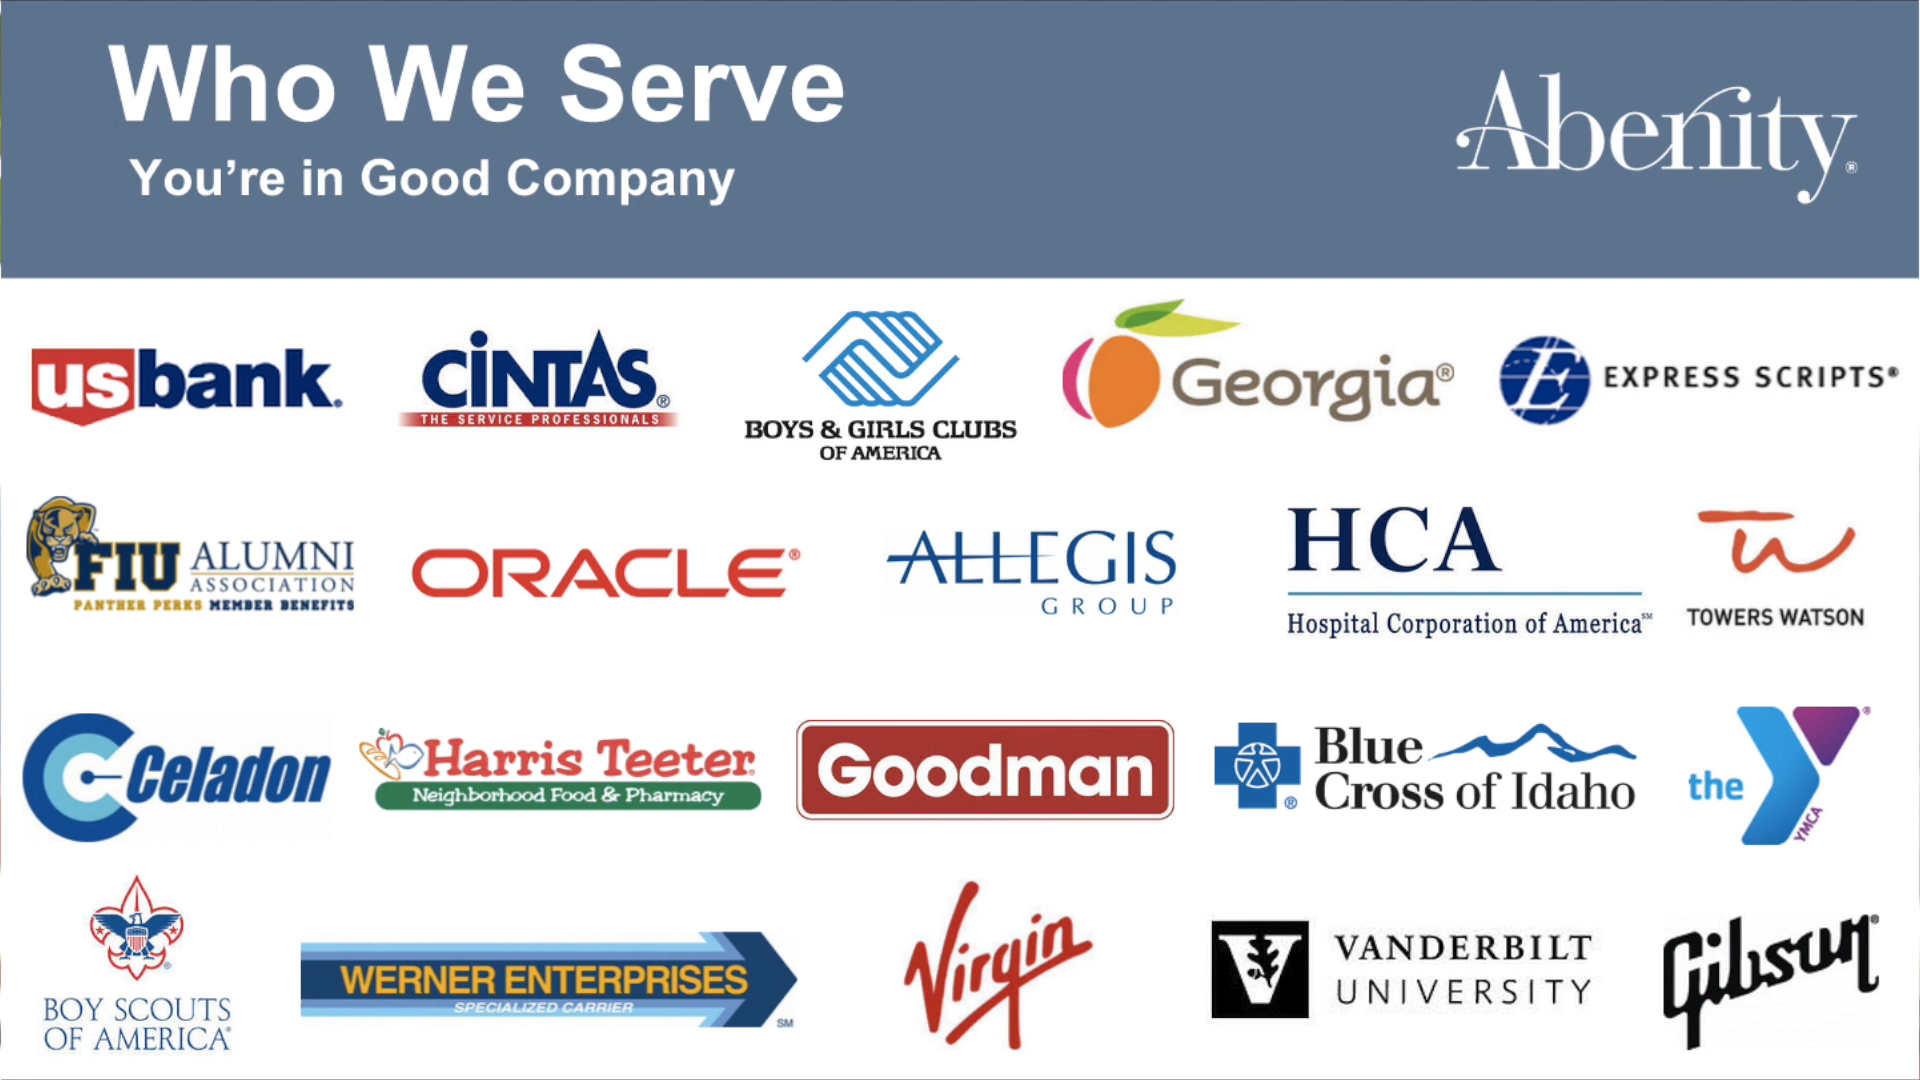 Who We Serve
You're in Good Company
Abenity®
usbank.
CINTAS®
THE SERVICE PROFESSIONALS
BOYS & GIRLS CLUBS
OF AMERICA
Georgia®
E EXPRESS SCRIPTS®
FIU ALUMNI
ASSOCIATION
PANTHER PERKS MEMBER BENEFITS
ORACLE®
ALLEGIS
GROUP
HCA
Hospital Corporation of America℠
tw
TOWERS WATSON
Celadon
Harris Teeter
Neighborhood Food & Pharmacy
Goodman
Blue
Cross of Idaho
®
the Y®
YMCA
BOY SCOUTS
OF AMERICA®
WERNER ENTERPRISES
SPECIALIZED CARRIER
SM
Virgin
V VANDERBILT
UNIVERSITY
Gibson®